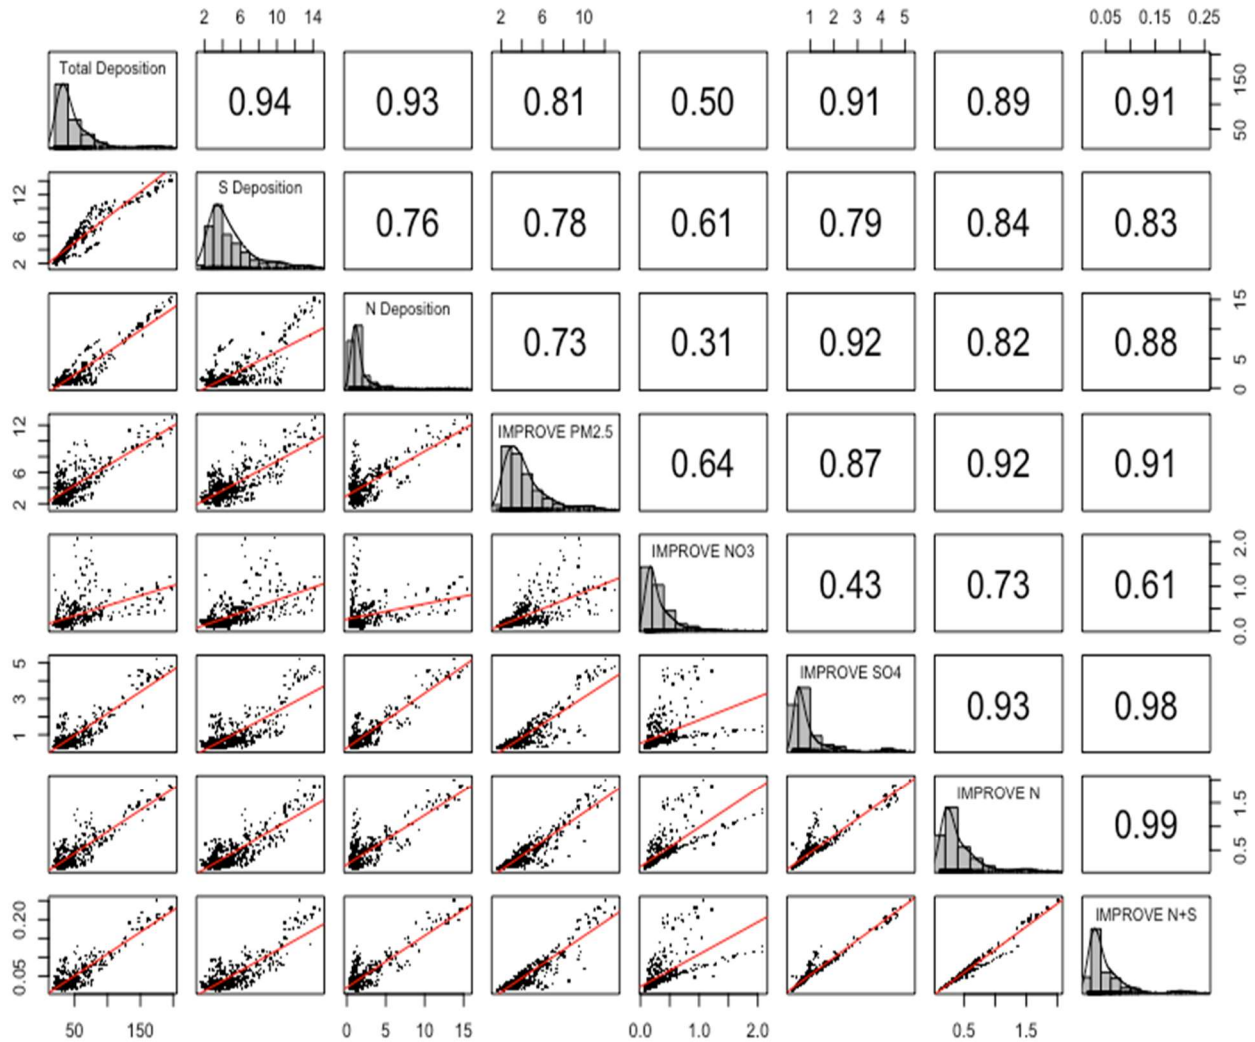 2 6 10 14 2 6 10 1 2 3 4 5 0.05 0.15 0.25
Total Deposition 0.94 0.93 0.81 0.50 0.91 0.89 0.91 50 150
2 6 12 S Deposition 0.76 0.78 0.61 0.79 0.84 0.83
N Deposition 0.73 0.31 0.92 0.82 0.88 0 5 15
2 6 12 IMPROVE PM2.5 0.64 0.87 0.92 0.91
IMPROVE NO3 0.43 0.73 0.61 0.0 1.0 2.0
1 3 5 IMPROVE SO4 0.93 0.98
IMPROVE N 0.99 0.5 1.5
0.05 0.20 IMPROVE N+S
50 150 0 5 10 15 0.0 1.0 2.0 0.5 1.5